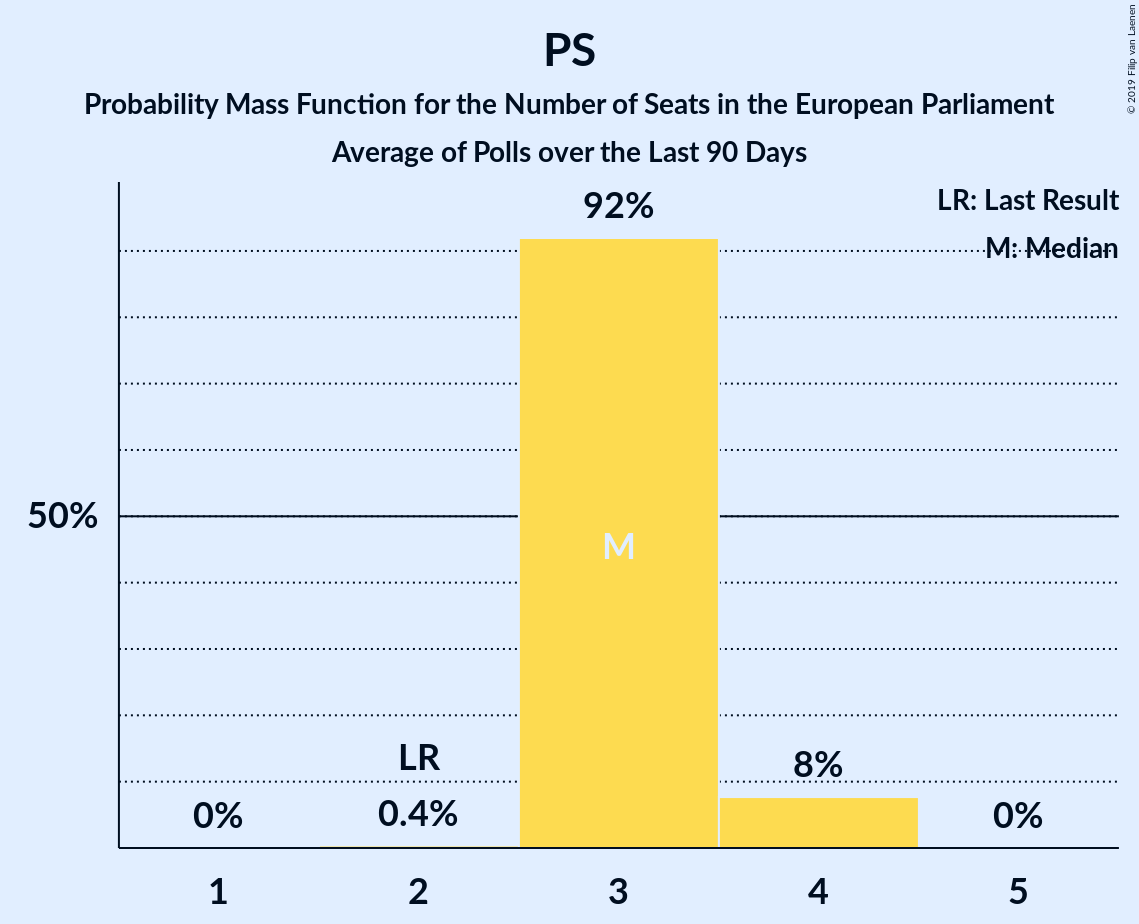 PS
Probability Mass Function for the Number of Seats in the European Parliament
Average of Polls over the Last 90 Days
© 2019 Filip van Laenen
LR: Last Result
M: Median
92%
50%
M
LR
8%
0%
0.4%
0%
1
2
3
4
5